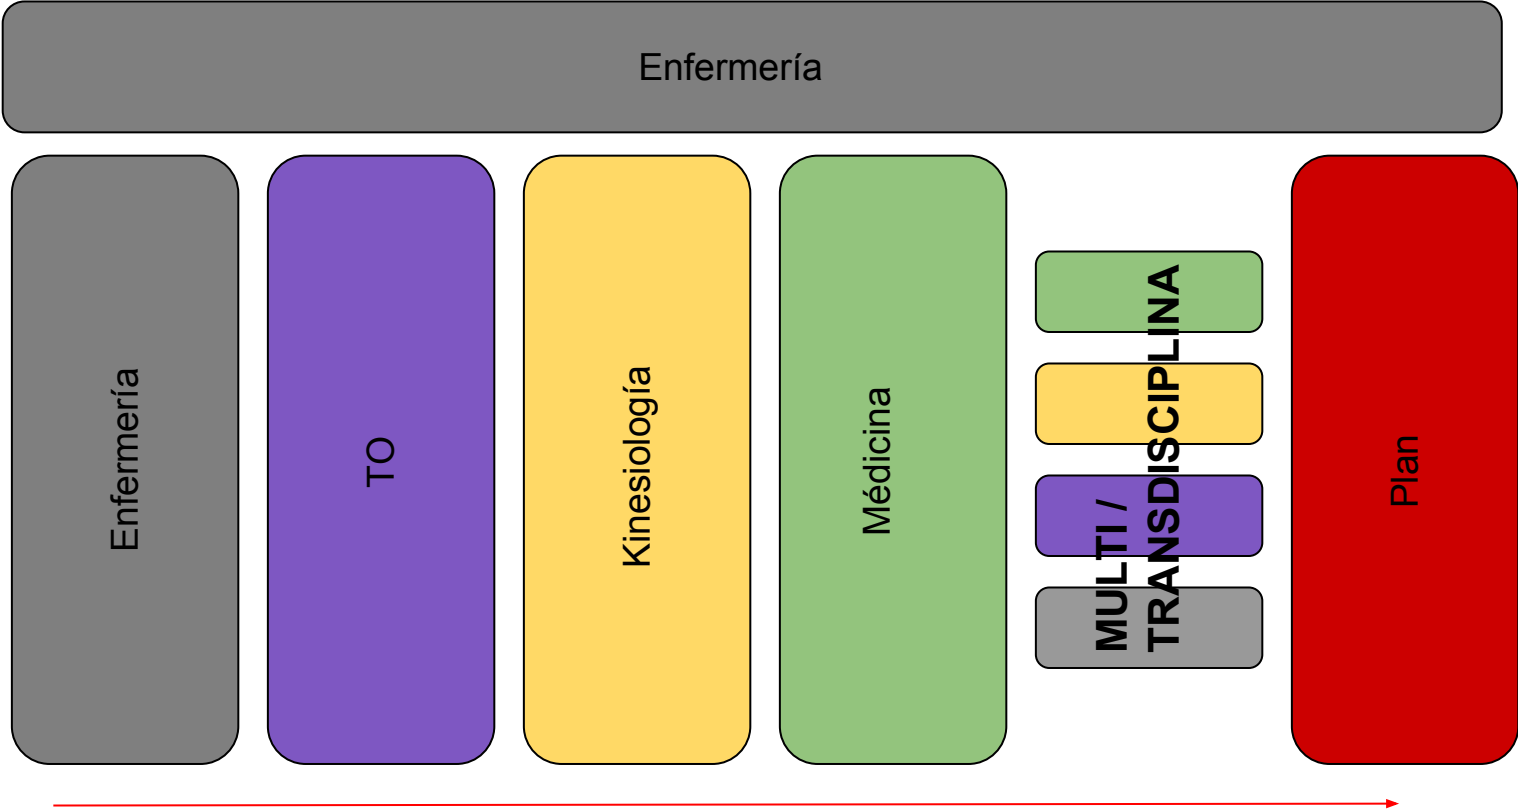 Enfermería
Enfermería
TO
Kinesiología
Médicina
MULTI /
TRANSDISCIPLINA
Plan